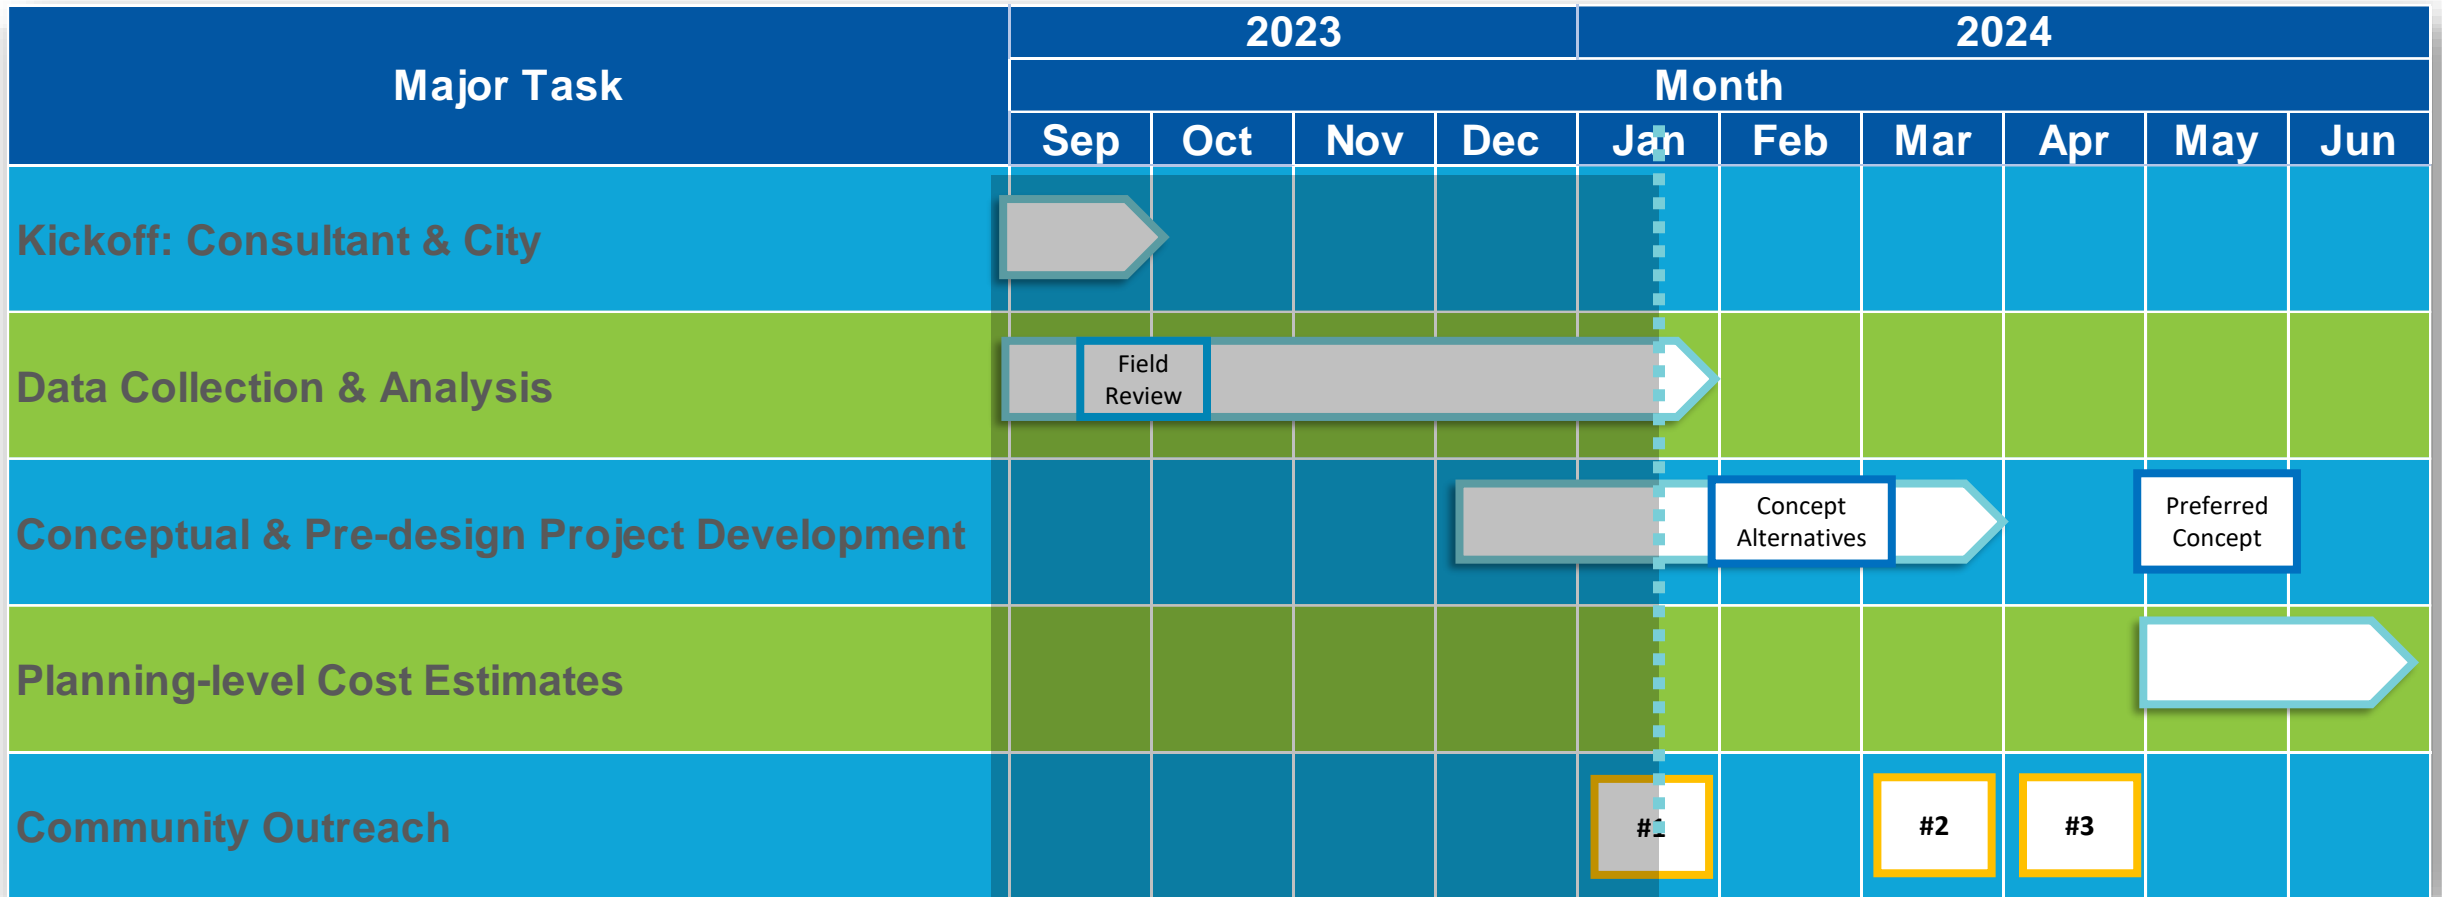 Major Task
2023
2024
Month
Sep Oct Nov Dec Jan Feb Mar Apr May Jun
Kickoff: Consultant & City
Data Collection & Analysis
Field
Review
Conceptual & Pre-design Project Development
Concept
Alternatives
Preferred
Concept
Planning-level Cost Estimates
Community Outreach
#1
#2
#3